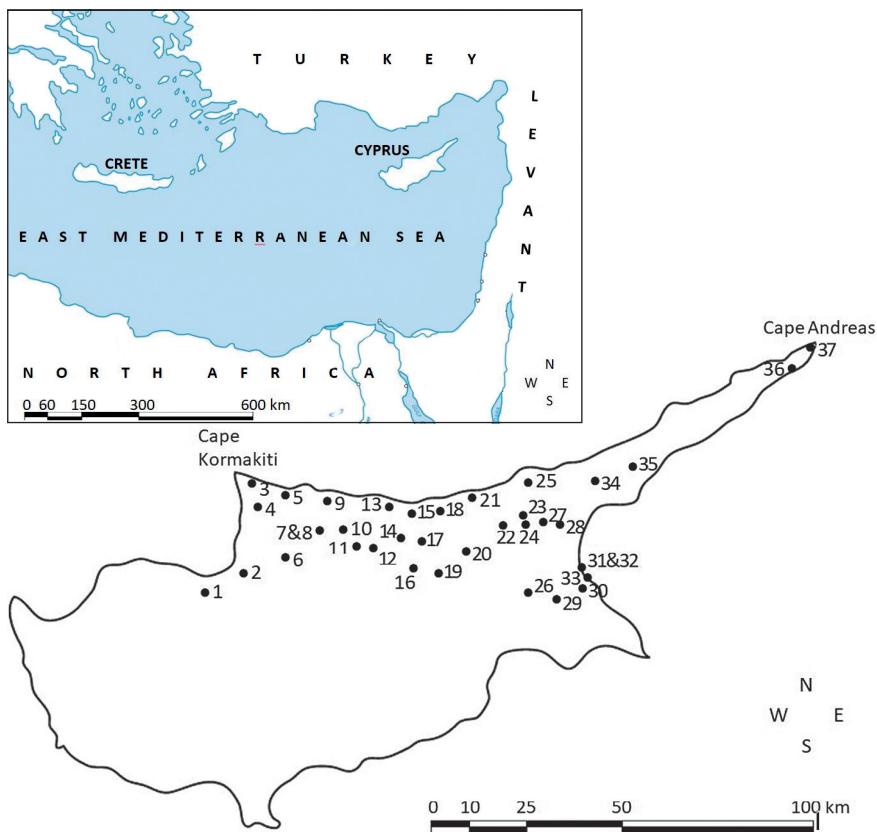 T U R K E Y
L E V A N T
CYPRUS
CRETE
E A S T M E D I T E R R A N E A N S E A
N O R T H A F R I C A
N
W E
S
0 60 150 300 600 km
Cape Andreas
37
36
Cape
Kormakiti
35
34
25
3
5
9
21
4
13
15
18
23
27
7&8
10
14
22
24
28
11
12
17
20
6
31&32
2
16
19
33
1
26
30
29
N
W E
S
0 10 25 50 100 km